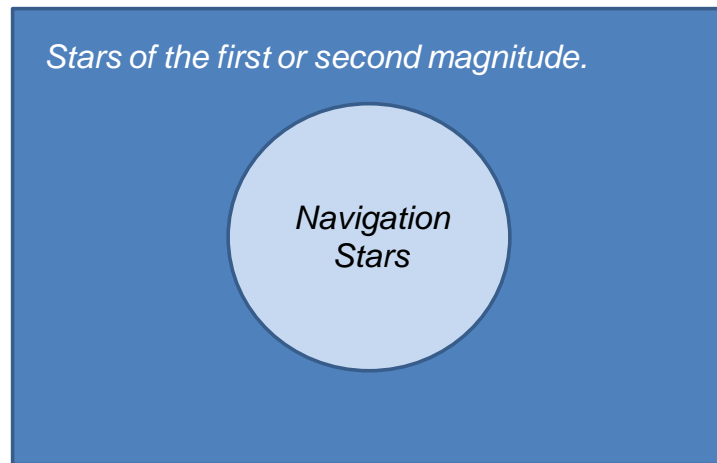 Stars of the first or second magnitude.
Navigation
Stars